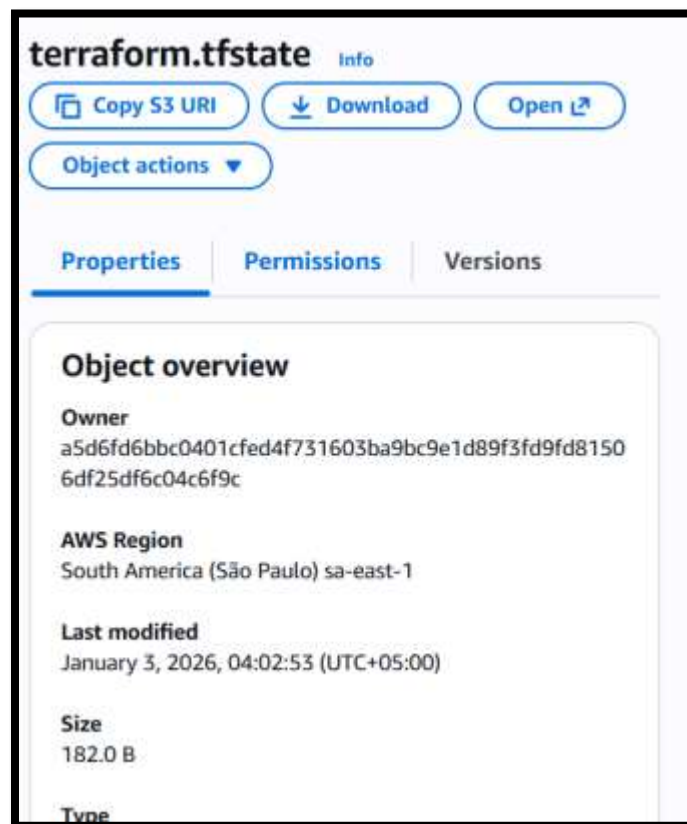 terraform.tfstate Info
Copy S3 URI Download Open
Object actions
Properties Permissions Versions
Object overview
Owner
a5d6fd6bbc0401cfed4f731603ba9bc9e1d89f3fd9fd8150
6df25df6c04c6f9c
AWS Region
South America (São Paulo) sa-east-1
Last modified
January 3, 2026, 04:02:53 (UTC+05:00)
Size
182.0 B
Type